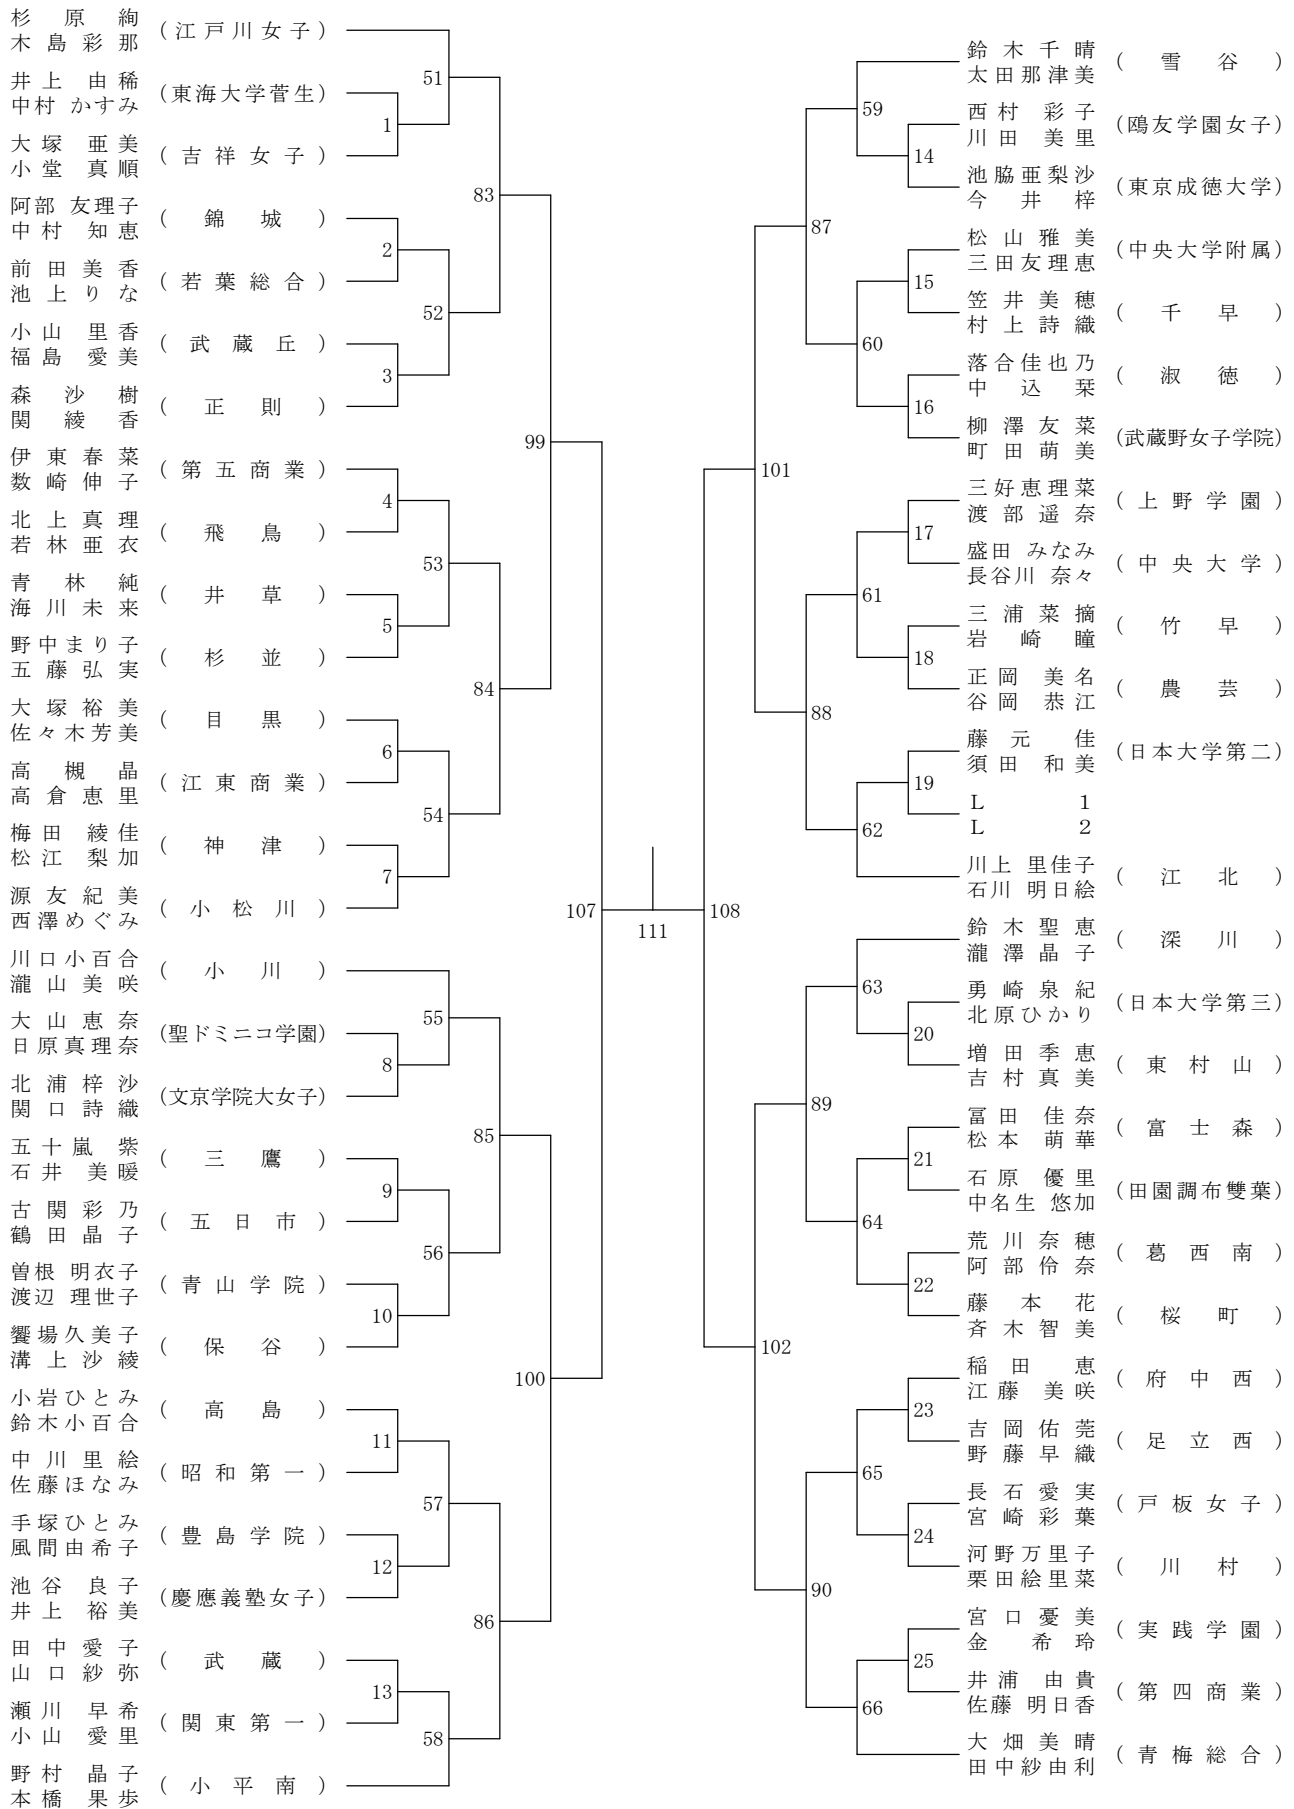 杉原絢
木島彩那
(江戸川女子)
51
井上由稀
中村かすみ
(東海大学菅生)
1
大塚亜美
小堂真順
(吉祥女子)
83
阿部友理子
中村知恵
(錦城)
2
前田美香
池上りな
(若葉総合)
52
小山里香
福島愛美
(武蔵丘)
3
森沙樹
関綾香
(正則)
99
伊東春菜
数崎伸子
(第五商業)
4
北上真理
若林亜衣
(飛鳥)
53
青林純
海川未来
(井草)
5
野中まり子
五藤弘実
(杉並)
84
大塚裕美
佐々木芳美
(目黒)
6
高槻晶
高倉恵里
(江東商業)
54
梅田綾佳
松江梨加
(神津)
7
源友紀美
西澤めぐみ
(小松川)
107
川口小百合
瀧山美咲
(小川)
55
大山恵奈
日原真理奈
(聖ドミニコ学園)
8
北浦梓沙
関口詩織
(文京学院大女子)
85
五十嵐紫
石井美暖
(三鷹)
9
古関彩乃
鶴田晶子
(五日市)
56
曽根明衣子
渡辺理世子
(青山学院)
10
饗場久美子
溝上沙綾
(保谷)
100
小岩ひとみ
鈴木小百合
(高島)
11
中川里絵
佐藤ほなみ
(昭和第一)
57
手塚ひとみ
風間由希子
(豊島学院)
12
池谷良子
井上裕美
(慶應義塾女子)
86
田中愛子
山口紗弥
(武蔵)
13
瀬川早希
小山愛里
(関東第一)
58
野村晶子
本橋果歩
(小平南)
111
鈴木千晴
太田那津美
(雪谷)
59
西村彩子
川田美里
(鴎友学園女子)
14
池脇亜梨沙
今井梓
(東京成徳大学)
87
松山雅美
三田友理恵
(中央大学附属)
15
笠井美穂
村上詩織
(千早)
60
落合佳也乃
中込栞
(淑徳)
16
柳澤友菜
町田萌美
(武蔵野女子学院)
101
三好恵理菜
渡部遥奈
(上野学園)
17
盛田みなみ
長谷川奈々
(中央大学)
61
三浦菜摘
岩崎瞳
(竹早)
18
正岡美名
谷岡恭江
(農芸)
88
藤元佳
須田和美
(日本大学第二)
19
L 1
L 2
62
川上里佳子
石川明日絵
(江北)
108
鈴木聖恵
瀧澤晶子
(深川)
63
勇崎泉紀
北原ひかり
(日本大学第三)
20
増田季恵
吉村真美
(東村山)
89
冨田佳奈
松本萌華
(富士森)
21
石原優里
中名生悠加
(田園調布雙葉)
64
荒川奈穂
阿部伶奈
(葛西南)
22
藤本花
斉木智美
(桜町)
102
稲田恵
江藤美咲
(府中西)
23
吉岡佑莞
野藤早織
(足立西)
65
長石愛実
宮崎彩葉
(戸板女子)
24
河野万里子
栗田絵里菜
(川村)
90
宮口憂美
金希玲
(実践学園)
25
井浦由貴
佐藤明日香
(第四商業)
66
大畑美晴
田中紗由利
(青梅総合)